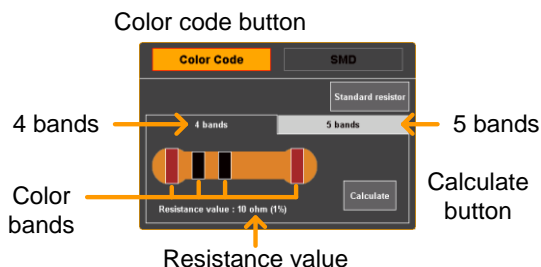 Color code button
Color Code
SMD
Standard resistor
4 bands
4 bands
5 bands
5 bands
Color
bands
Calculate
Calculate
button
Resistance value : 10 ohm (1%)
Resistance value